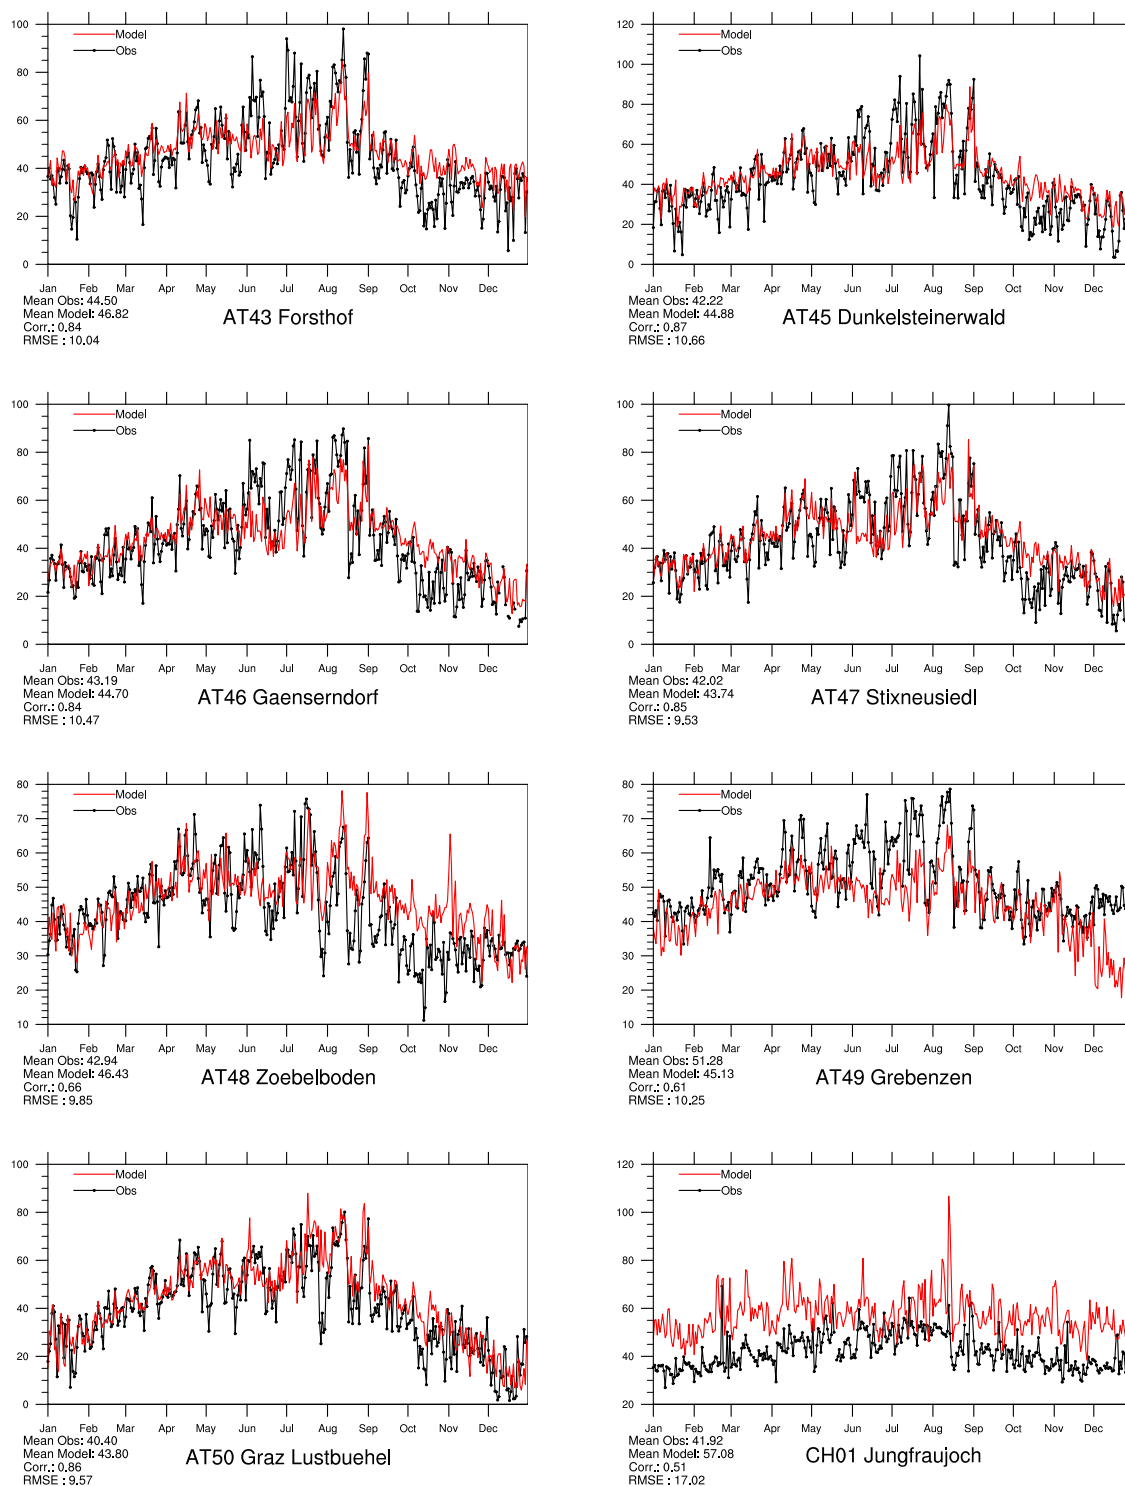 100
80
60
40
20
0
Model
Obs
Jan Feb Mar Apr May Jun Jul Aug Sep Oct Nov Dec
Mean Obs: 44.50
Mean Model: 46.82
Corr.: 0.84
RMSE : 10.04
AT43 Forsthof
120
100
80
60
40
20
0
Model
Obs
Jan Feb Mar Apr May Jun Jul Aug Sep Oct Nov Dec
Mean Obs: 42.22
Mean Model: 44.88
Corr.: 0.87
RMSE : 10.66
AT45 Dunkelsteinerwald
100
80
60
40
20
0
Model
Obs
Jan Feb Mar Apr May Jun Jul Aug Sep Oct Nov Dec
Mean Obs: 43.19
Mean Model: 44.70
Corr.: 0.84
RMSE : 10.47
AT46 Gaenserndorf
100
80
60
40
20
0
Model
Obs
Jan Feb Mar Apr May Jun Jul Aug Sep Oct Nov Dec
Mean Obs: 42.02
Mean Model: 43.74
Corr.: 0.85
RMSE : 9.53
AT47 Stixneusiedl
80
70
60
50
40
30
20
10
Model
Obs
Jan Feb Mar Apr May Jun Jul Aug Sep Oct Nov Dec
Mean Obs: 42.94
Mean Model: 46.43
Corr.: 0.66
RMSE : 9.85
AT48 Zoebelboden
80
70
60
50
40
30
20
10
Model
Obs
Jan Feb Mar Apr May Jun Jul Aug Sep Oct Nov Dec
Mean Obs: 51.28
Mean Model: 45.13
Corr.: 0.61
RMSE : 10.25
AT49 Grebenzen
100
80
60
40
20
0
Model
Obs
Jan Feb Mar Apr May Jun Jul Aug Sep Oct Nov Dec
Mean Obs: 40.40
Mean Model: 43.80
Corr.: 0.86
RMSE : 9.57
AT50 Graz Lustbuehel
120
100
80
60
40
20
Model
Obs
Jan Feb Mar Apr May Jun Jul Aug Sep Oct Nov Dec
Mean Obs: 41.92
Mean Model: 57.08
Corr.: 0.51
RMSE : 17.02
CH01 Jungfraujoch